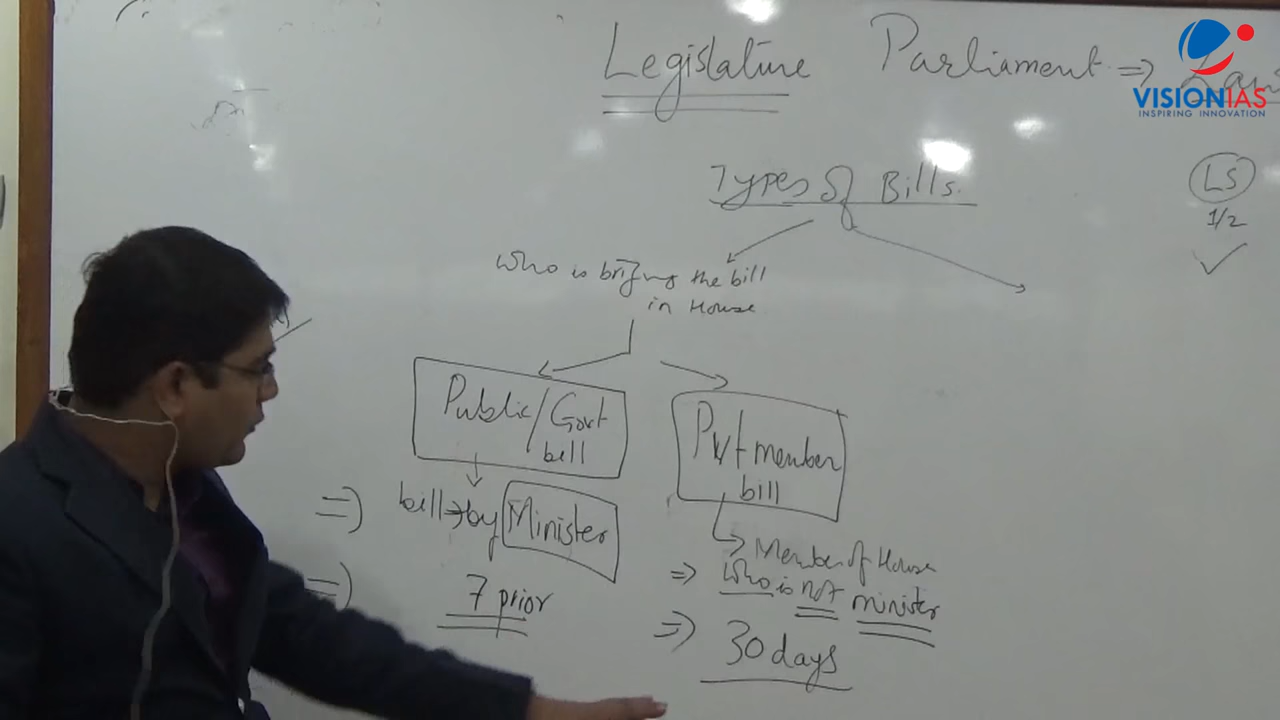 Legislature Parliament ⇒
VISIONIAS
INSPIRING INNOVATION
Types of Bills.
LS
1/2
✓
who is bringing the bill
in House
Public/Govt
bill
Pvt member
bill
⇒ bill → by Minister
Member of House
⇒ who is not minister
⇒ 7 prior
⇒ 30 days